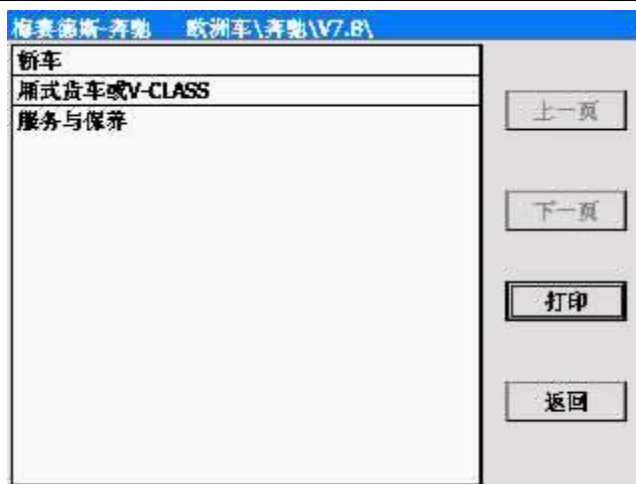 梅赛德斯-奔驰 欧洲车\奔驰\V7.8\
轿车
厢式货车或V-CLASS
服务与保养
上一页
下一页
打印
返回